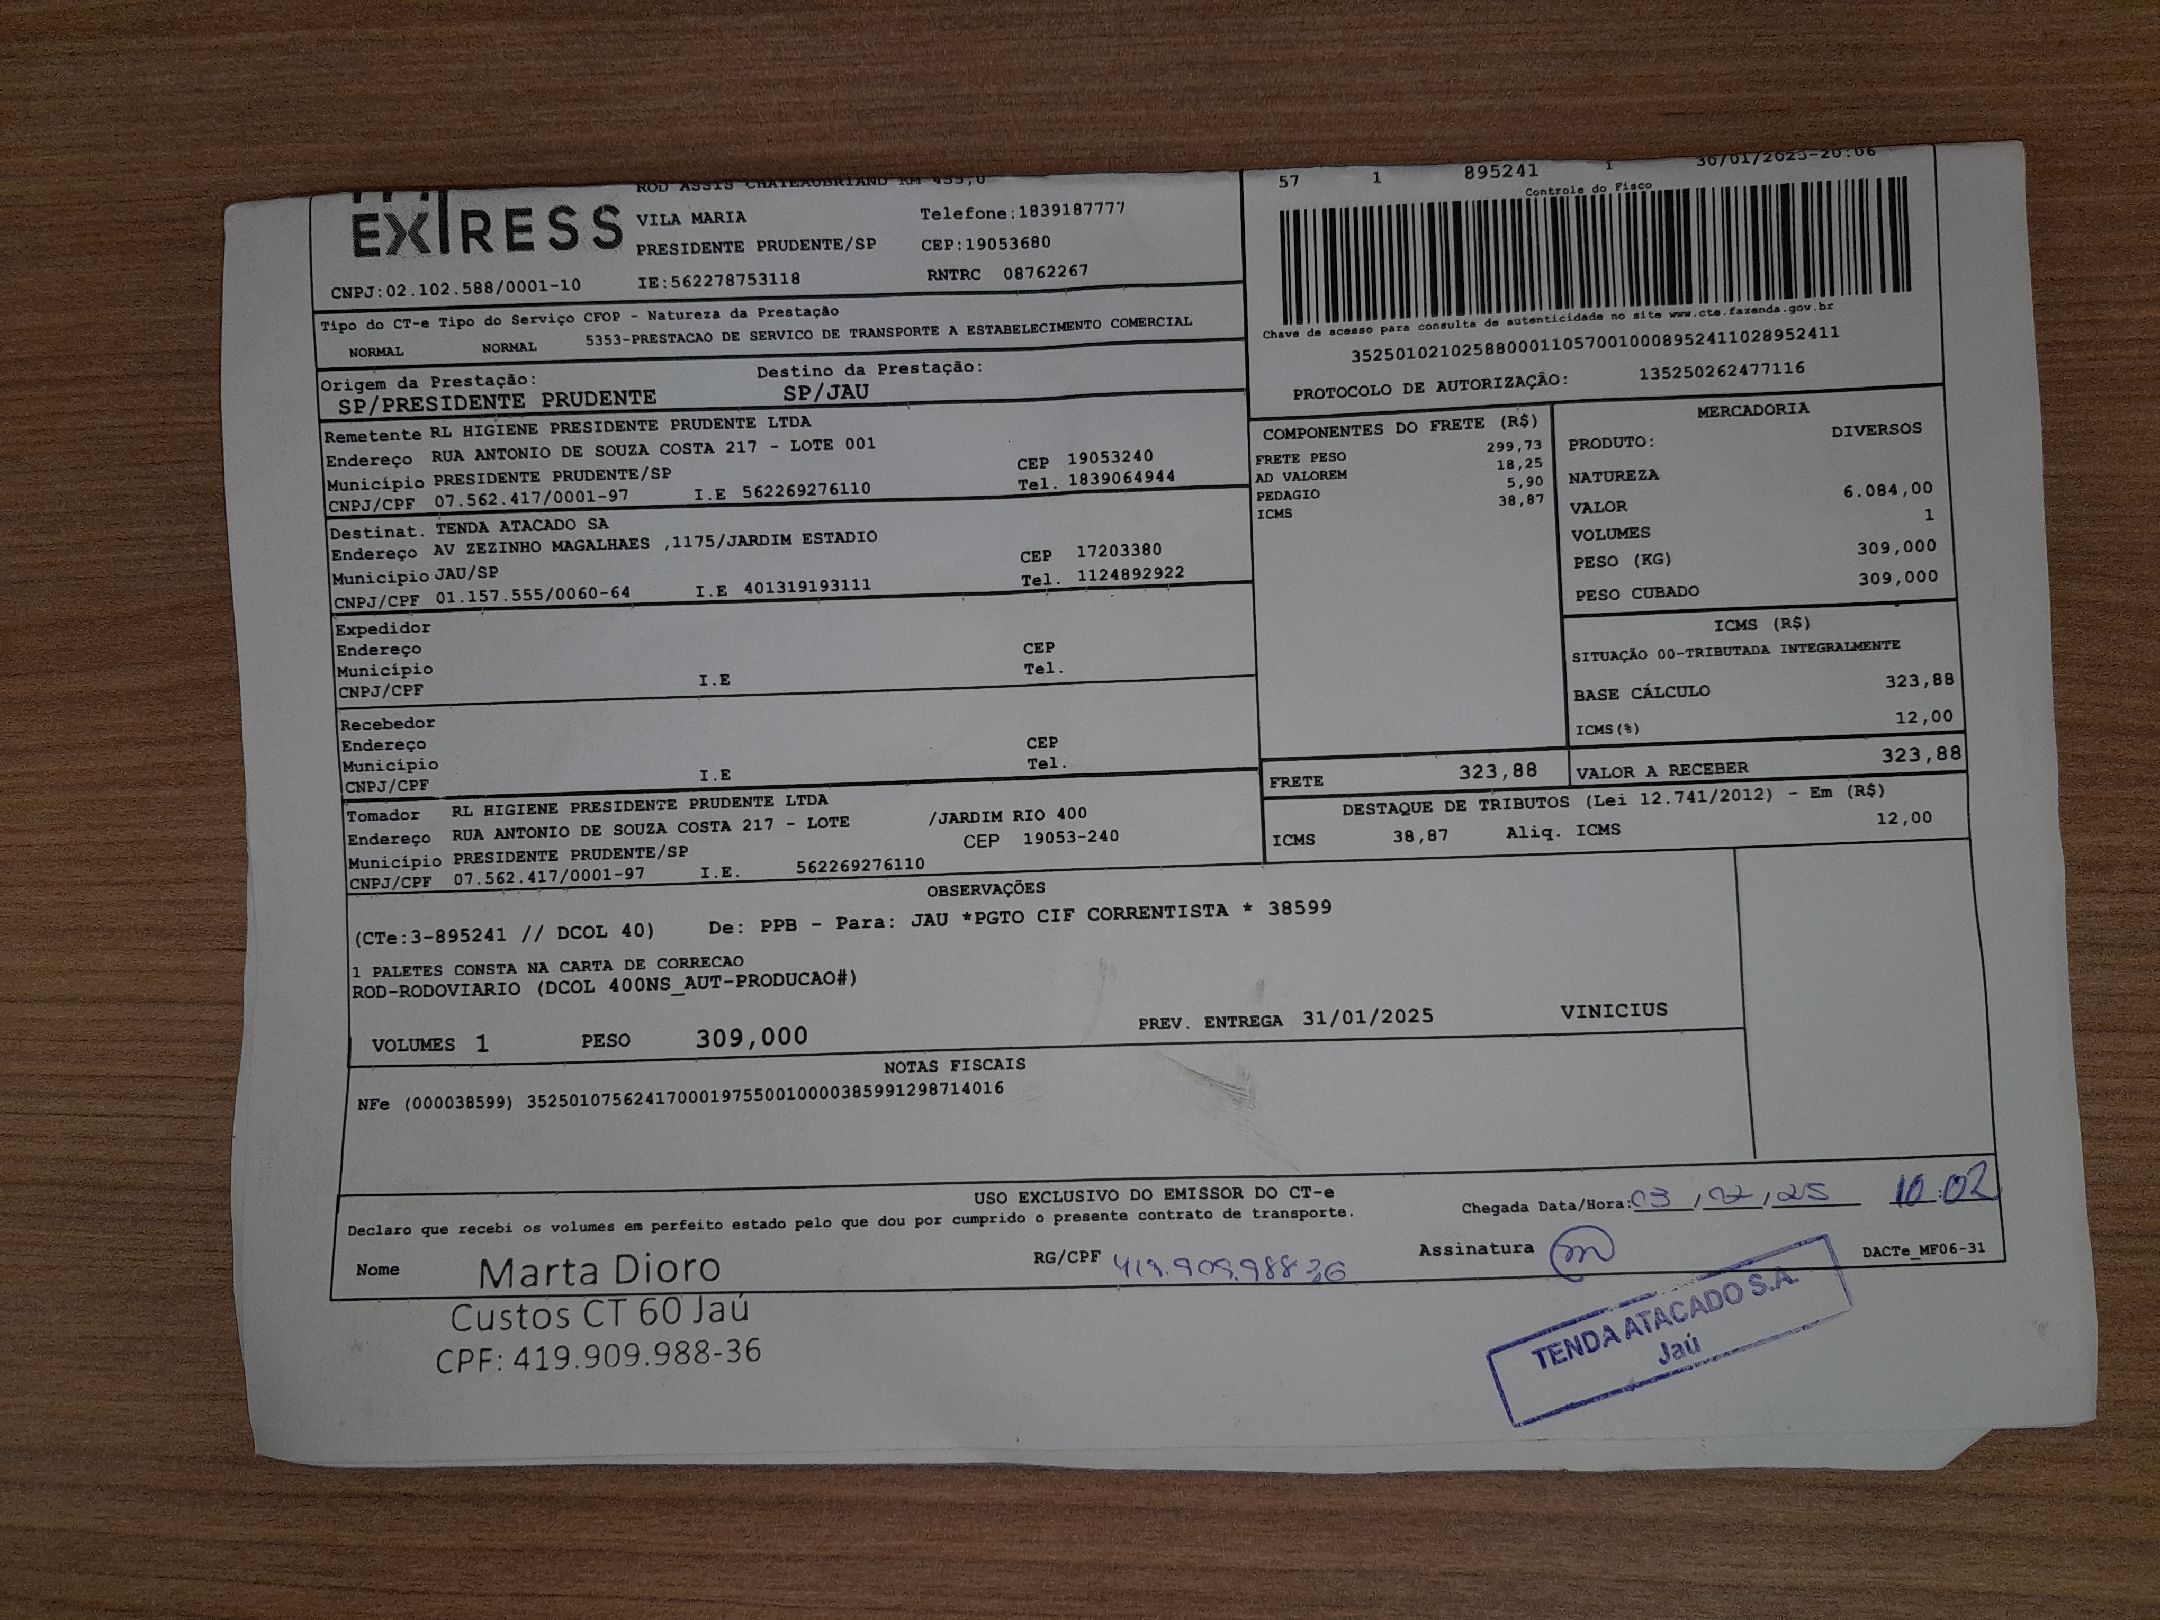 EXPRESS
ROD ASSIS CHATEAUBRIAND KM 455,0
VILA MARIA Telefone:1839187777
PRESIDENTE PRUDENTE/SP CEP:19053680
CNPJ:02.102.588/0001-10 IE:562278753118 RNTRC 08762267
57 1 895241 1 30/01/2025-20:06
Controle do Fisco
Chave de acesso para consulta de autenticidade no site www.cte.fazenda.gov.br
35250102102588000110570010008952411028952411
PROTOCOLO DE AUTORIZAÇÃO: 135250262477116
Tipo do CT-e Tipo do Serviço CFOP - Natureza da Prestação
NORMAL NORMAL 5353-PRESTACAO DE SERVICO DE TRANSPORTE A ESTABELECIMENTO COMERCIAL
Origem da Prestação: Destino da Prestação:
SP/PRESIDENTE PRUDENTE SP/JAU
Remetente RL HIGIENE PRESIDENTE PRUDENTE LTDA
Endereço RUA ANTONIO DE SOUZA COSTA 217 - LOTE 001
Município PRESIDENTE PRUDENTE/SP CEP 19053240
CNPJ/CPF 07.562.417/0001-97 I.E 562269276110 Tel. 1839064944
Destinat. TENDA ATACADO SA
Endereço AV ZEZINHO MAGALHAES ,1175/JARDIM ESTADIO
Município JAU/SP CEP 17203380
CNPJ/CPF 01.157.555/0060-64 I.E 401319193111 Tel. 1124892922
Expedidor
Endereço CEP
Município Tel.
CNPJ/CPF I.E
Recebedor
Endereço CEP
Município Tel.
CNPJ/CPF I.E
Tomador RL HIGIENE PRESIDENTE PRUDENTE LTDA
Endereço RUA ANTONIO DE SOUZA COSTA 217 - LOTE /JARDIM RIO 400
Município PRESIDENTE PRUDENTE/SP CEP 19053-240
CNPJ/CPF 07.562.417/0001-97 I.E. 562269276110
COMPONENTES DO FRETE (R$)
FRETE PESO 299,73
AD VALOREM 18,25
PEDAGIO 5,90
ICMS 38,87
MERCADORIA
PRODUTO: DIVERSOS
NATUREZA
VALOR 6.084,00
VOLUMES 1
PESO (KG) 309,000
PESO CUBADO 309,000
ICMS (R$)
SITUAÇÃO 00-TRIBUTADA INTEGRALMENTE
BASE CÁLCULO 323,88
ICMS(%) 12,00
FRETE 323,88 VALOR A RECEBER 323,88
DESTAQUE DE TRIBUTOS (Lei 12.741/2012) - Em (R$)
ICMS 38,87 Aliq. ICMS 12,00
OBSERVAÇÕES
(CTe:3-895241 // DCOL 40) De: PPB - Para: JAU *PGTO CIF CORRENTISTA * 38599
1 PALETES CONSTA NA CARTA DE CORRECAO
ROD-RODOVIARIO (DCOL 400NS_AUT-PRODUCAO#)
VOLUMES 1 PESO 309,000 PREV. ENTREGA 31/01/2025 VINICIUS
NOTAS FISCAIS
NFe (000038599) 35250107562417000197550010000385991298714016
USO EXCLUSIVO DO EMISSOR DO CT-e
Declaro que recebi os volumes em perfeito estado pelo que dou por cumprido o presente contrato de transporte. Chegada Data/Hora: 03/02/25 10:02
Nome Marta Dioro RG/CPF 419.909.988 36 Assinatura DACTe_MF06-31
Custos CT 60 Jaú
CPF: 419.909.988-36
TENDA ATACADO S.A.
Jaú